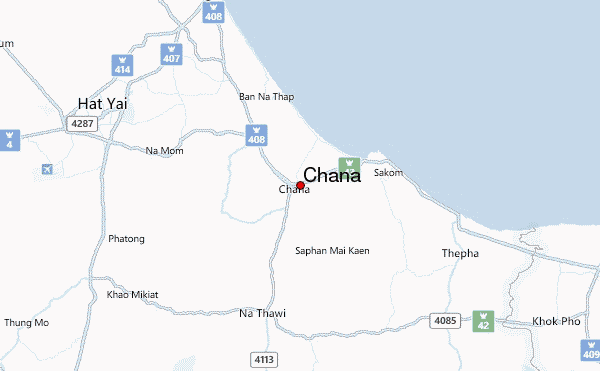 408
407
414
um
Ban Na Thap
Hat Yai
4287
4
408
Na Mom
Chana
Chana
Sakom
Phatong
Saphan Mai Kaen
Thepha
Khao Mikiat
Na Thawi
Thung Mo
4085
42
Khok Pho
4113
409